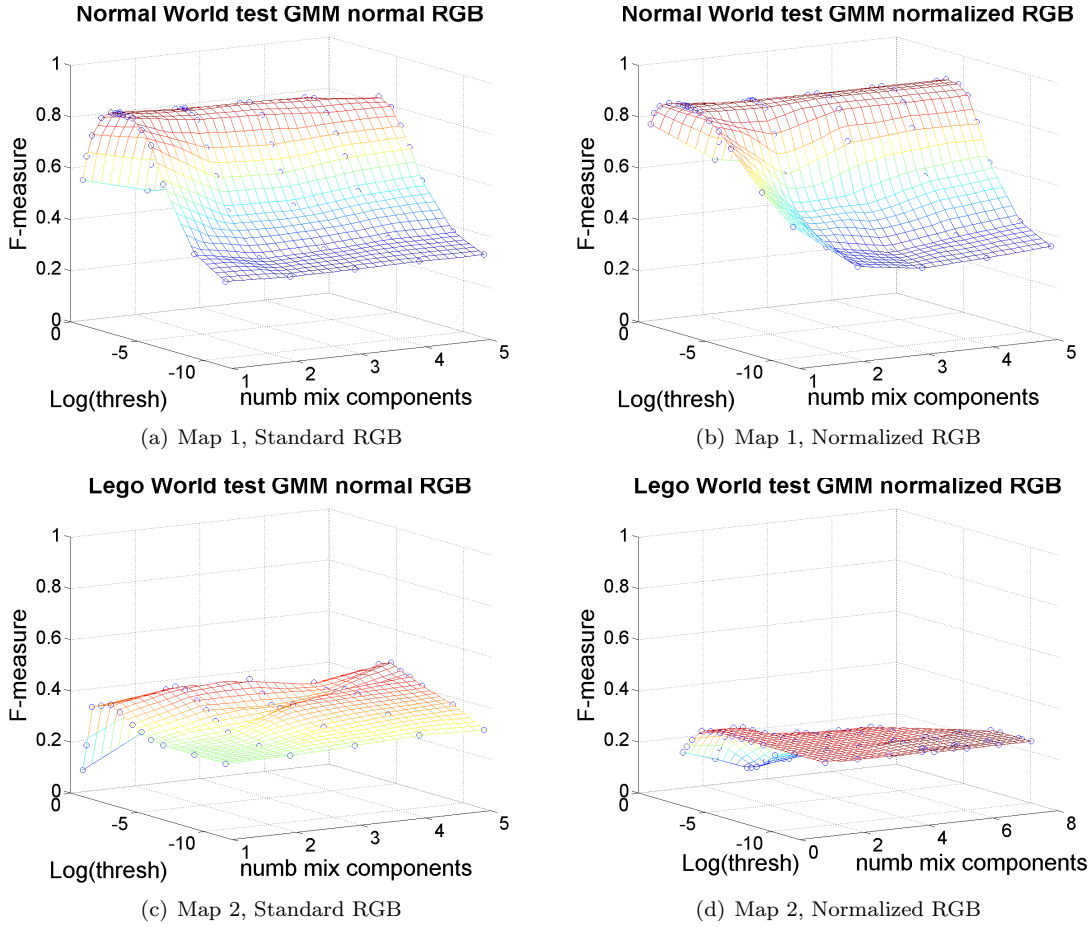 Normal World test GMM normal RGB
1
0.8
0.6
0.4
0.2
0
F-measure
0
-5
-10
Log(thresh)
1
2
3
4
5
numb mix components
(a) Map 1, Standard RGB
Normal World test GMM normalized RGB
1
0.8
0.6
0.4
0.2
0
F-measure
0
-5
-10
Log(thresh)
1
2
3
4
5
numb mix components
(b) Map 1, Normalized RGB
Lego World test GMM normal RGB
1
0.8
0.6
0.4
0.2
0
F-measure
0
-5
-10
Log(thresh)
1
2
3
4
5
numb mix components
(c) Map 2, Standard RGB
Lego World test GMM normalized RGB
1
0.8
0.6
0.4
0.2
0
F-measure
0
-5
-10
Log(thresh)
0
2
4
6
8
numb mix components
(d) Map 2, Normalized RGB